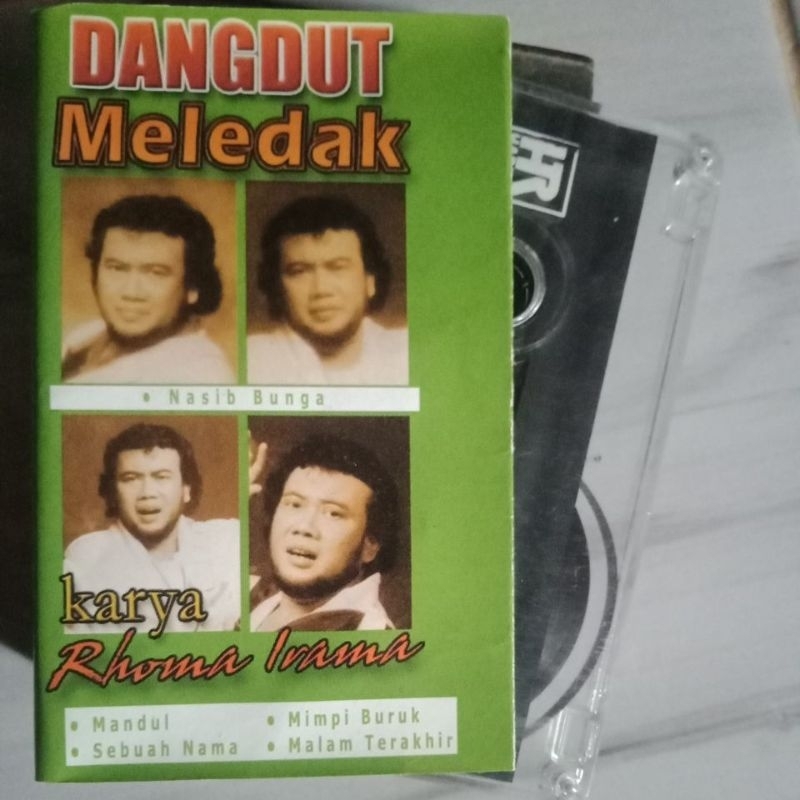 DANGDUT
Meledak
• Nasib Bunga
karya
Rhoma Irama
• Mandul
• Sebuah Nama
• Mimpi Buruk
• Malam Terakhir